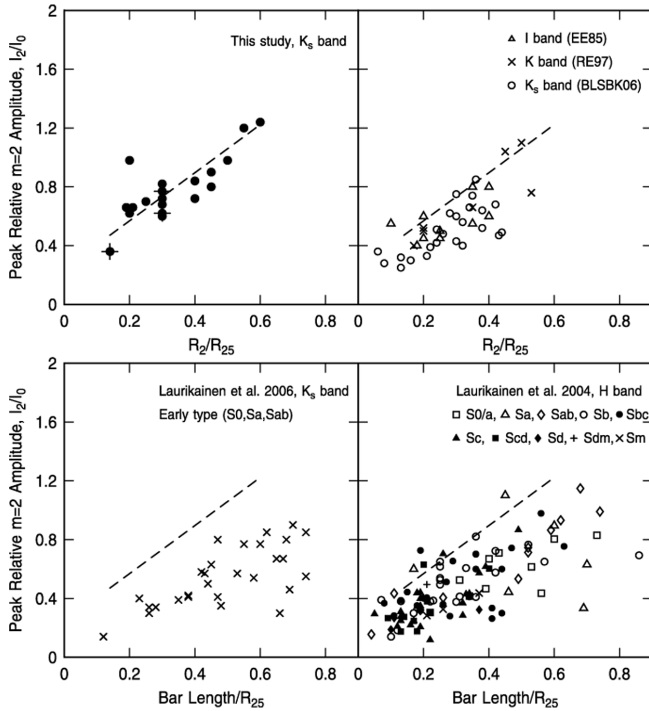 This study, Ks band
I band (EE85)
K band (RE97)
Ks band (BLSBK06)
Peak Relative m=2 Amplitude, I2/I0
2
1.6
1.2
0.8
0.4
0
0 0.2 0.4 0.6 0.8
R2/R25
0 0.2 0.4 0.6 0.8
R2/R25
Laurikainen et al. 2006, Ks band
Early type (S0,Sa,Sab)
Laurikainen et al. 2004, H band
S0/a, Sa, Sab, Sb, Sbc
Sc, Scd, Sd, Sdm, Sm
Peak Relative m=2 Amplitude, I2/I0
2
1.6
1.2
0.8
0.4
0
0 0.2 0.4 0.6 0.8
Bar Length/R25
0 0.2 0.4 0.6 0.8
Bar Length/R25